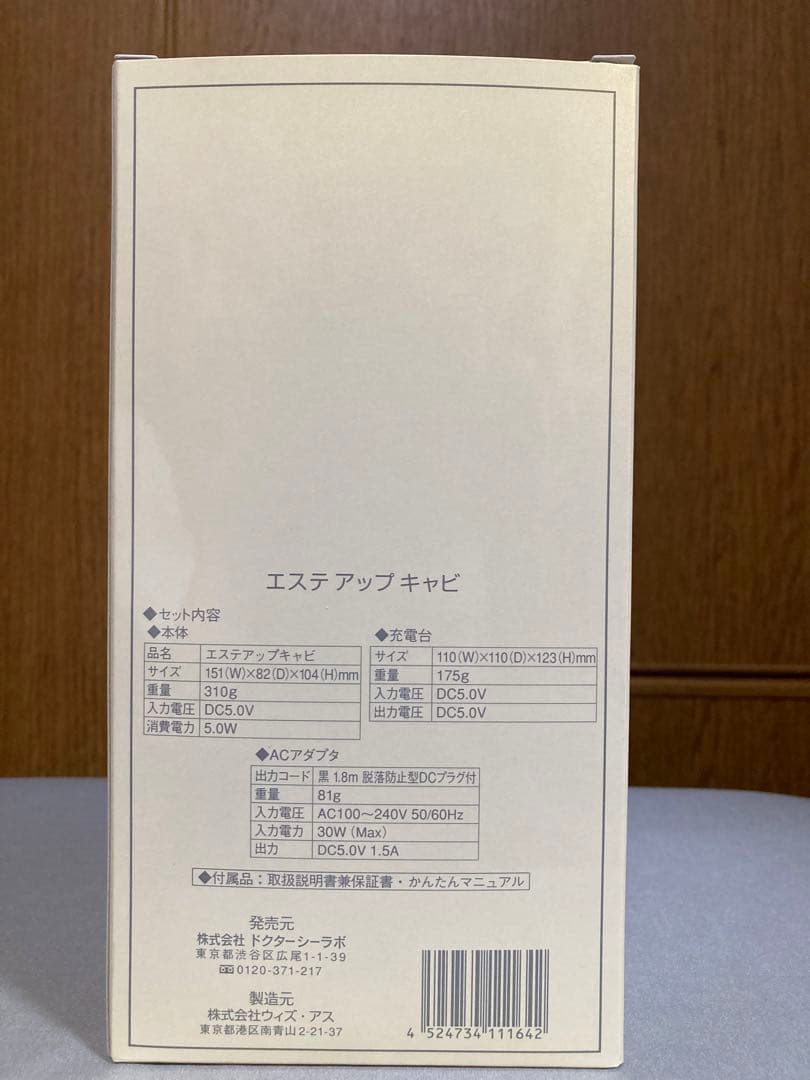 エステ アップ キャビ
◆セット内容
◆本体
品名 エステアップキャビ
サイズ 151(W)×82(D)×104(H)mm
重量 310g
入力電圧 DC5.0V
消費電力 5.0W
◆充電台
サイズ 110(W)×110(D)×123(H)mm
重量 175g
入力電圧 DC5.0V
出力電圧 DC5.0V
◆ACアダプタ
出力コード 黒 1.8m 脱落防止型DCプラグ付
重量 81g
入力電圧 AC100〜240V 50/60Hz
入力電力 30W (Max)
出力 DC5.0V 1.5A
◆付属品:取扱説明書兼保証書・かんたんマニュアル
発売元
株式会社 ドクターシーラボ
東京都渋谷区広尾1-1-39
0120-371-217
製造元
株式会社ウィズ・アス
東京都港区南青山2-21-37
4 524734 111642